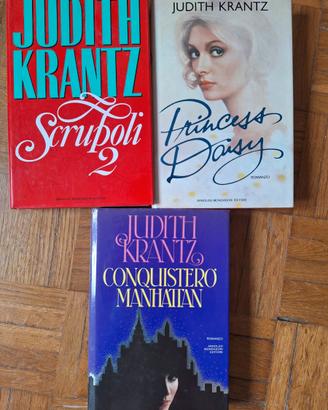 JUDITH
KRANTZ
Scrupoli
2
ARNOLDO MONDADORI EDITORE
JUDITH KRANTZ
Princess
Daisy
ROMANZO
ARNOLDO MONDADORI EDITORE
JUDITH
KRANTZ
CONQUISTERÒ
MANHATTAN
ROMANZO
ARNOLDO
MONDADORI
EDITORE